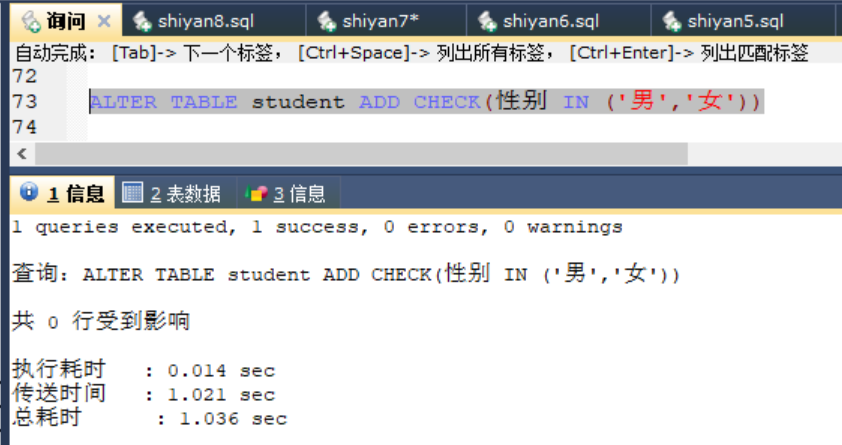 询问 × shiyan8.sql shiyan7* shiyan6.sql shiyan5.sql
自动完成: [Tab]-> 下一个标签, [Ctrl+Space]-> 列出所有标签, [Ctrl+Enter]-> 列出匹配标签
72
73 ALTER TABLE student ADD CHECK(性别 IN ('男','女'))
74
1 信息 2 表数据 3 信息
1 queries executed, 1 success, 0 errors, 0 warnings
查询: ALTER TABLE student ADD CHECK(性别 IN ('男','女'))
共 0 行受到影响
执行耗时 : 0.014 sec
传送时间 : 1.021 sec
总耗时 : 1.036 sec